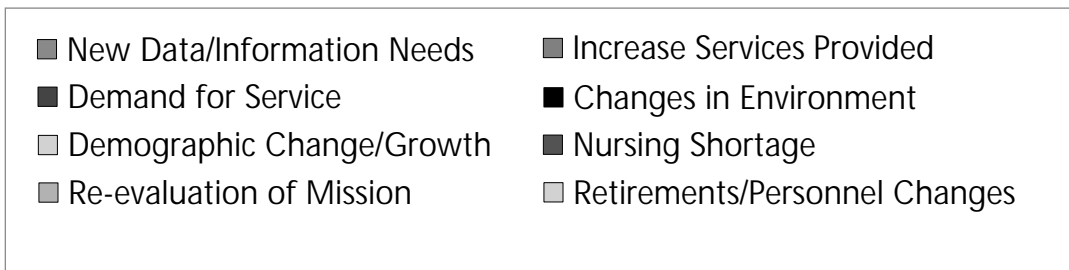 New Data/Information Needs
Increase Services Provided
Demand for Service
Changes in Environment
Demographic Change/Growth
Nursing Shortage
Re-evaluation of Mission
Retirements/Personnel Changes